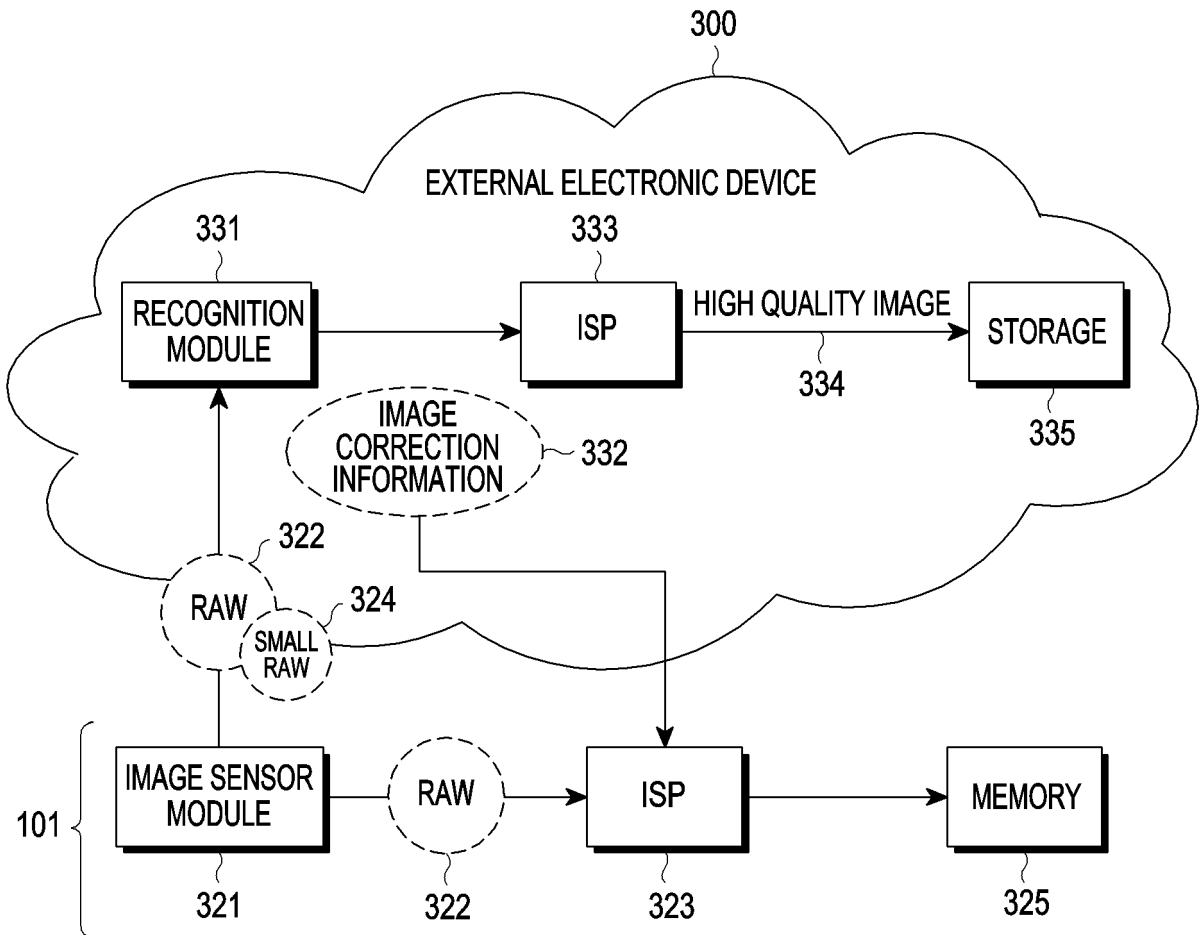 300
EXTERNAL ELECTRONIC DEVICE
331
333
RECOGNITION
MODULE
ISP
HIGH QUALITY IMAGE
STORAGE
334
335
IMAGE
CORRECTION
INFORMATION
332
322
RAW
324
SMALL
RAW
101
IMAGE SENSOR
MODULE
RAW
ISP
MEMORY
321
322
323
325